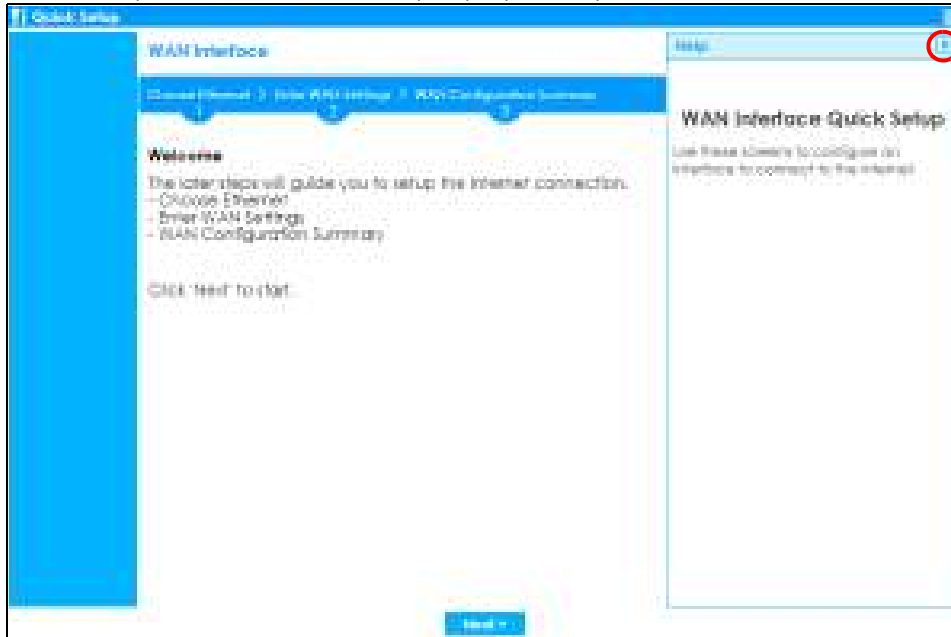 Quick Setup
WAN Interface
Choose Ethernet > Enter WAN Settings > WAN Configuration Summary
1 2 3
Welcome
The later steps will guide you to setup the Internet connection.
- Choose Ethernet
- Enter WAN Settings
- WAN Configuration Summary
Click 'Next' to start.
Help
WAN Interface Quick Setup
Use these screens to configure an
interface to connect to the internet.
Next >